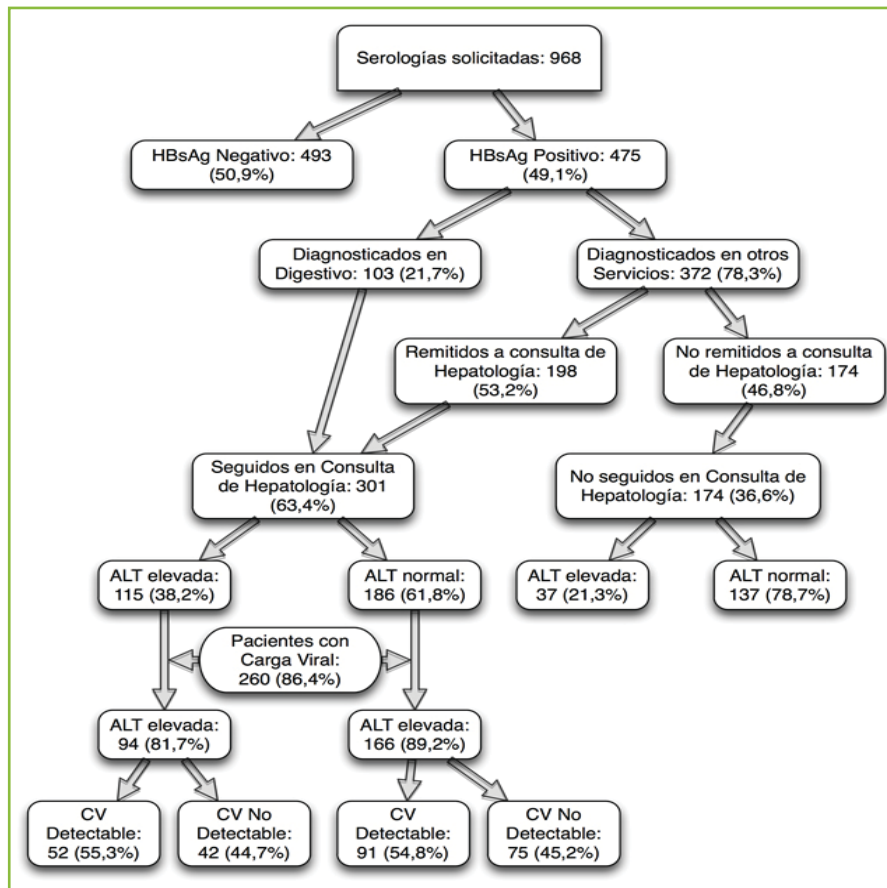 Serologías solicitadas: 968
HBsAg Negativo: 493
(50,9%)
HBsAg Positivo: 475
(49,1%)
Diagnosticados en
Digestivo: 103 (21,7%)
Diagnosticados en otros
Servicios: 372 (78,3%)
Remitidos a consulta de
Hepatología: 198
(53,2%)
No remitidos a consulta
de Hepatología: 174
(46,8%)
Seguidos en Consulta
de Hepatología: 301
(63,4%)
No seguidos en Consulta de
Hepatología: 174 (36,6%)
ALT elevada:
115 (38,2%)
ALT normal:
186 (61,8%)
ALT elevada:
37 (21,3%)
ALT normal:
137 (78,7%)
Pacientes con
Carga Viral:
260 (86,4%)
ALT elevada:
94 (81,7%)
ALT elevada:
166 (89,2%)
CV
Detectable:
52 (55,3%)
CV No
Detectable:
42 (44,7%)
CV
Detectable:
91 (54,8%)
CV No
Detectable:
75 (45,2%)